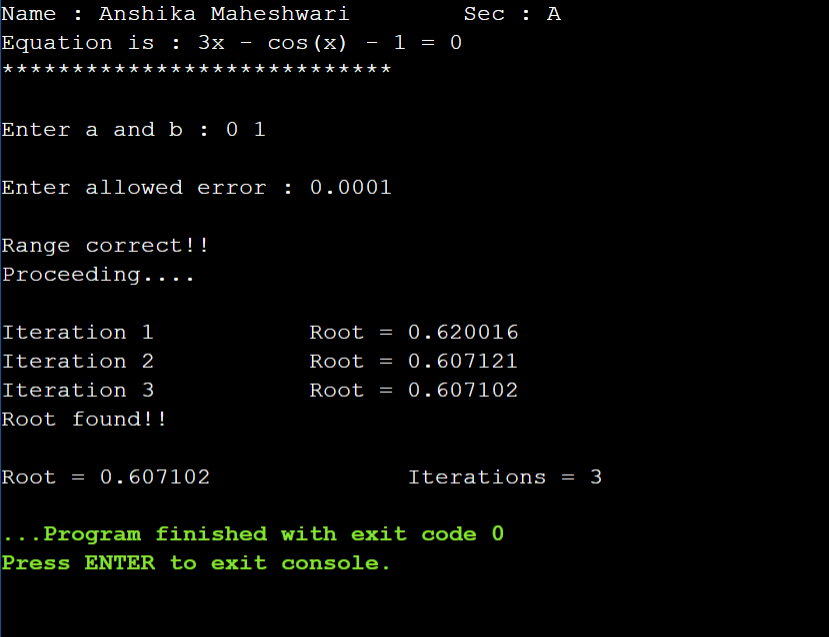 Name : Anshika Maheshwari        Sec : A
Equation is : 3x - cos(x) - 1 = 0
****************************
Enter a and b : 0 1
Enter allowed error : 0.0001
Range correct!!
Proceeding....
Iteration 1           Root = 0.620016
Iteration 2           Root = 0.607121
Iteration 3           Root = 0.607102
Root found!!
Root = 0.607102              Iterations = 3
...Program finished with exit code 0
Press ENTER to exit console.